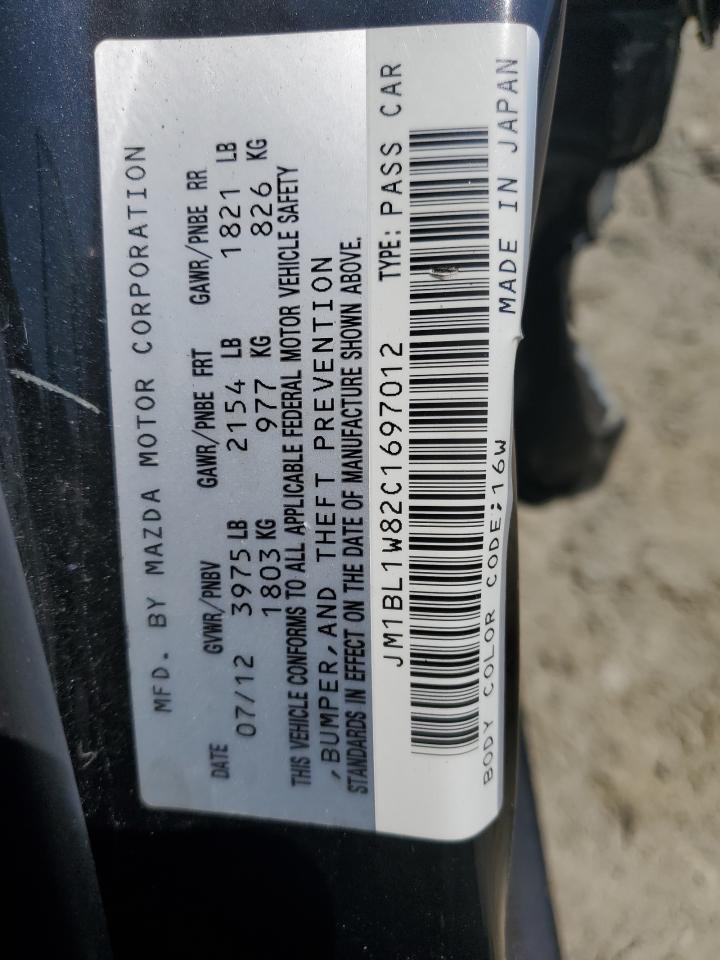 MFD. BY MAZDA MOTOR CORPORATION
DATE GVWR/PNBV GAWR/PNBE FRT GAWR/PNBE RR
07/12 3975 LB 2154 LB 1821 LB
1803 KG 977 KG 826 KG
THIS VEHICLE CONFORMS TO ALL APPLICABLE FEDERAL MOTOR VEHICLE SAFETY
,BUMPER,AND THEFT PREVENTION
STANDARDS IN EFFECT ON THE DATE OF MANUFACTURE SHOWN ABOVE.
JM1BL1W82C1697012 TYPE: PASS CAR
BODY COLOR CODE;16W MADE IN JAPAN